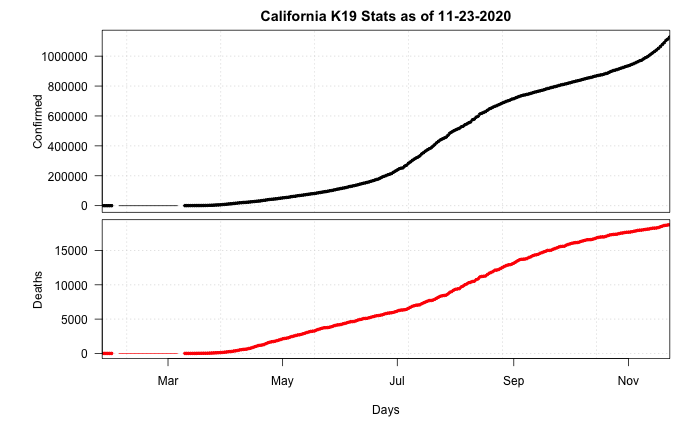 California K19 Stats as of 11-23-2020
Confirmed
1000000
800000
600000
400000
200000
0
Deaths
15000
10000
5000
0
Mar May Jul Sep Nov
Days